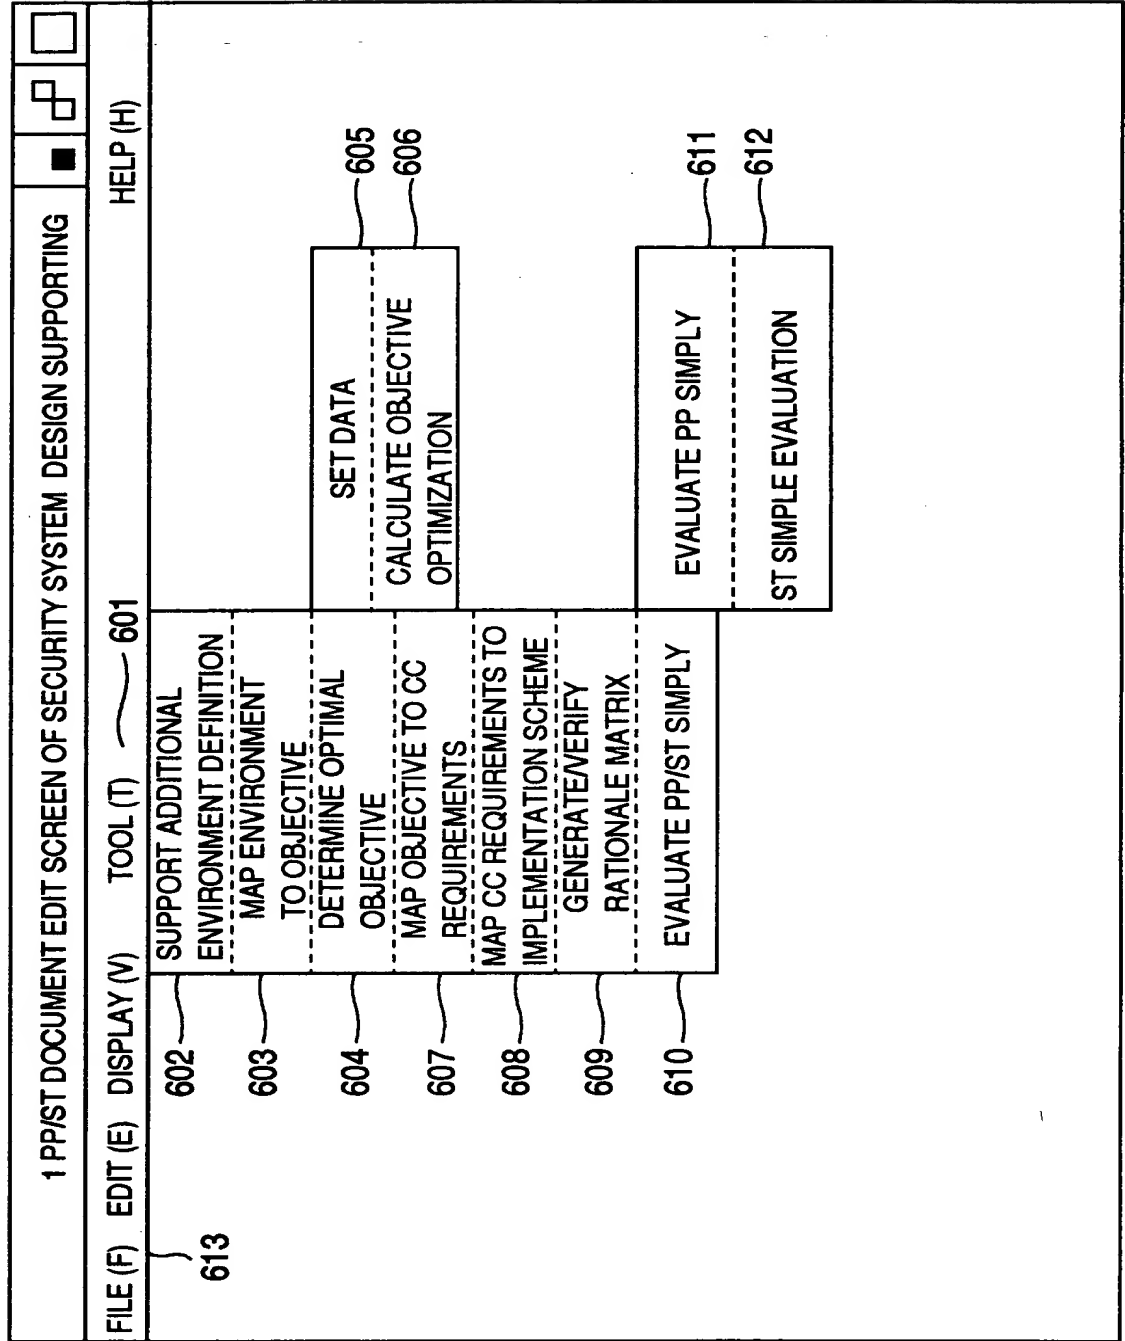 1 PP/ST DOCUMENT EDIT SCREEN OF SECURITY SYSTEM DESIGN SUPPORTING
FILE (F) EDIT (E) DISPLAY (V) TOOL (T) 601 HELP (H)
613
602
SUPPORT ADDITIONAL
ENVIRONMENT DEFINITION
603
MAP ENVIRONMENT
TO OBJECTIVE
604
DETERMINE OPTIMAL
OBJECTIVE
SET DATA
605
CALCULATE OBJECTIVE
OPTIMIZATION
606
607
MAP OBJECTIVE TO CC
REQUIREMENTS
608
MAP CC REQUIREMENTS TO
IMPLEMENTATION SCHEME
609
GENERATE/VERIFY
RATIONALE MATRIX
610
EVALUATE PP/ST SIMPLY
EVALUATE PP SIMPLY
611
ST SIMPLE EVALUATION
612